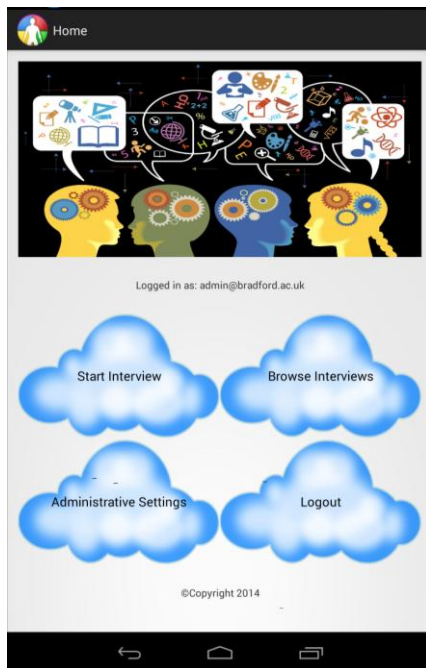 Home
Logged in as: admin@bradford.ac.uk
Start Interview
Browse Interviews
Administrative Settings
Logout
©Copyright 2014